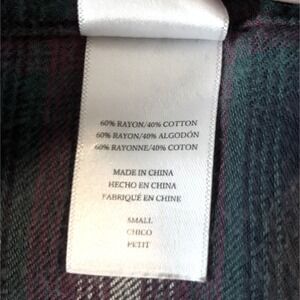 60% RAYON/40% COTTON
60% RAYON/40% ALGODÓN
60% RAYONNE/40% COTON
MADE IN CHINA
HECHO EN CHINA
FABRIQUÉ EN CHINE
SMALL
CHICO
PETIT